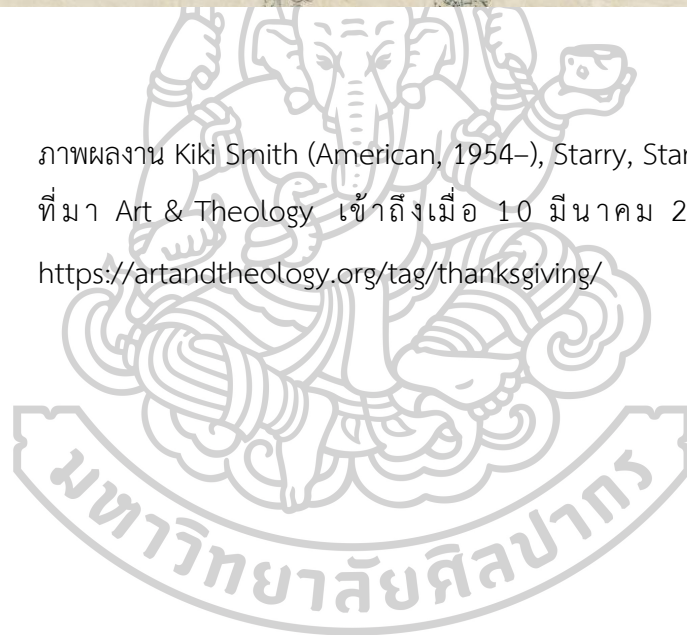 ภาพผลงาน Kiki Smith (American, 1954–), Starry,
ที่มา Art & Theology เข้าถึงเมื่อ 10 มีนาคม
https://artandtheology.org/tag/thanksgiving/
มหาวิทยาลัยศิลปากร